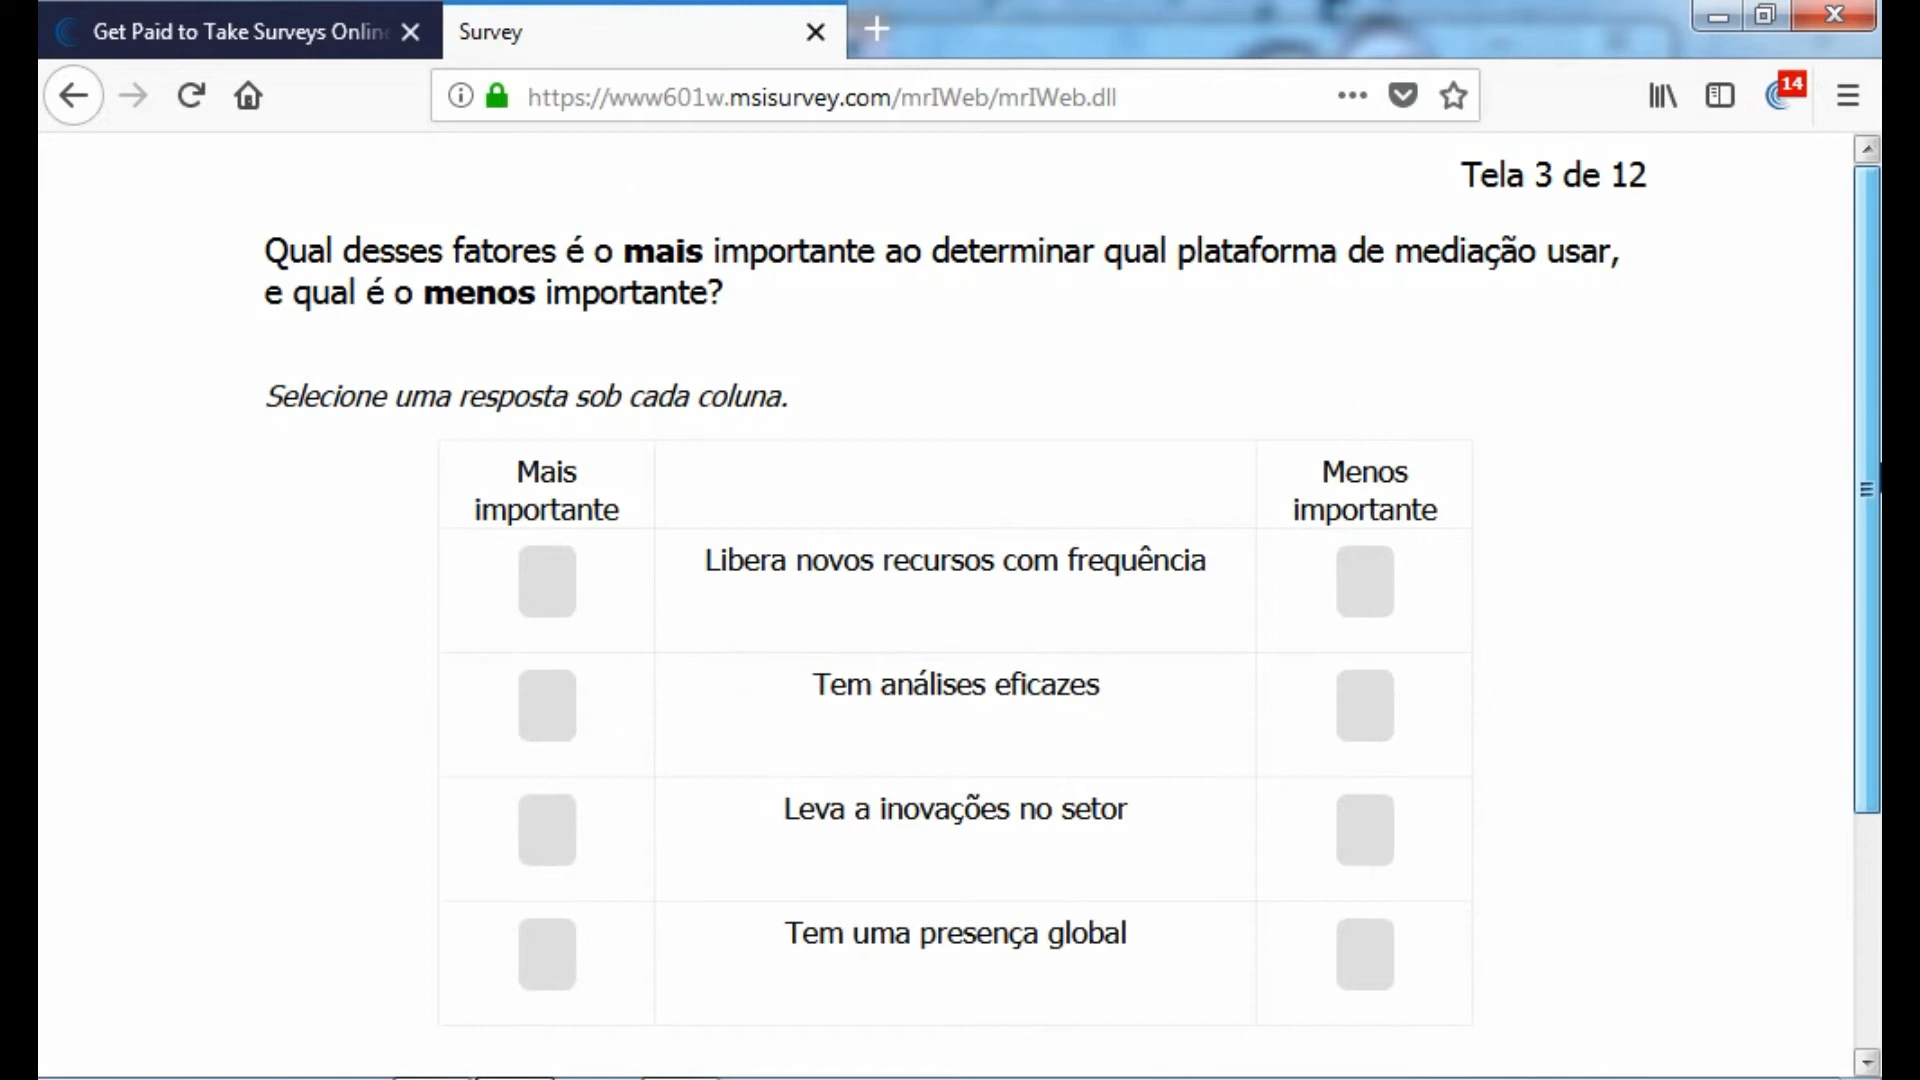 Get Paid to Take Surveys Onlin
Survey
https://www601w.msisurvey.com/mrIWeb/mrIWeb.dll
14
Tela 3 de 12
Qual desses fatores é o mais importante ao determinar qual plataforma de mediação usar,
e qual é o menos importante?
Selecione uma resposta sob cada coluna.
Mais
importante
Menos
importante
Libera novos recursos com frequência
Tem análises eficazes
Leva a inovações no setor
Tem uma presença global